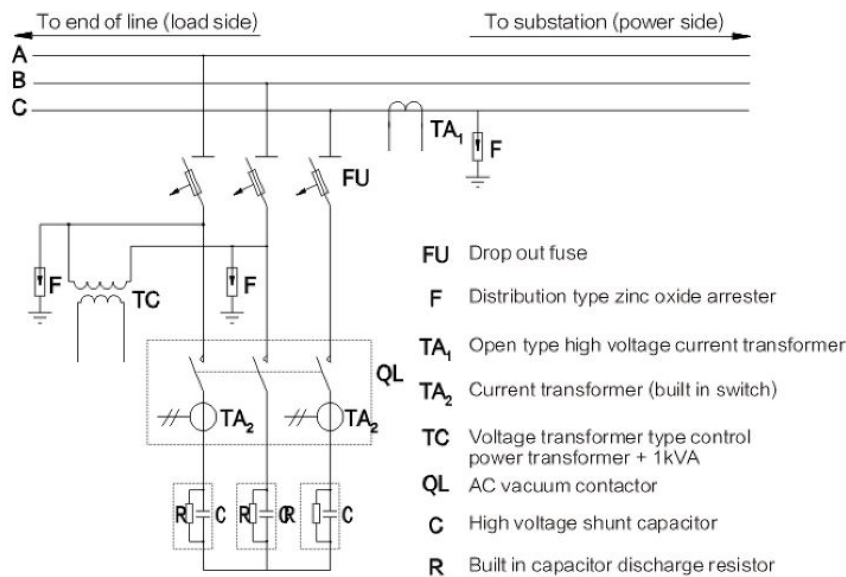 To end of line (load side)
To substation (power side)
A
B
C
TA1
F
FU
F
TC
F
QL
TA2
TA2
R C
R C
R C
FU Drop out fuse
F Distribution type zinc oxide arrester
TA1 Open type high voltage current transformer
TA2 Current transformer (built in switch)
TC Voltage transformer type control
power transformer + 1kVA
QL AC vacuum contactor
C High voltage shunt capacitor
R Built in capacitor discharge resistor